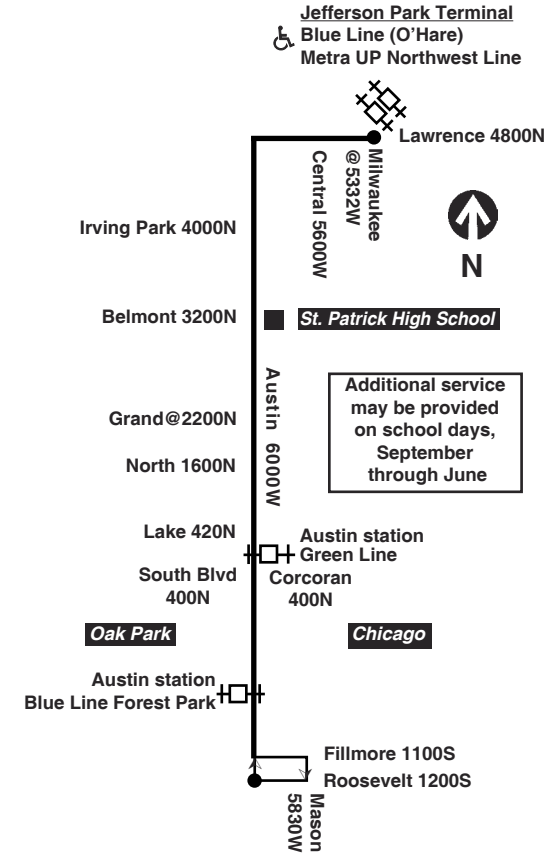 Jefferson Park Terminal
Blue Line (O'Hare)
Metra UP Northwest Line
Lawrence 4800N
Milwaukee
@5332W
Central 5600W
Irving Park 4000N
N
Belmont 3200N
St. Patrick High School
Austin 6000W
Additional service
may be provided
on school days,
September
through June
Grand@2200N
North 1600N
Lake 420N
Austin station
Green Line
South Blvd
400N
Corcoran
400N
Oak Park
Chicago
Austin station
Blue Line Forest Park
Fillmore 1100S
Roosevelt 1200S
Mason
5830W